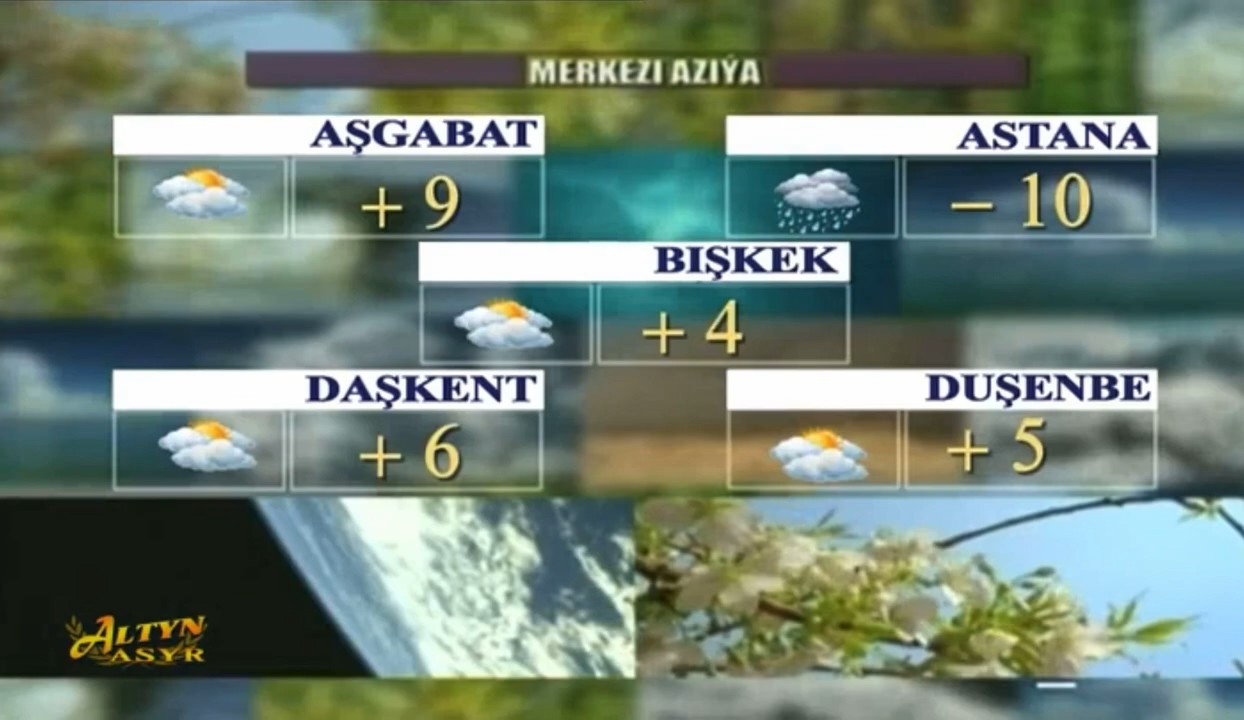 MERKEZI AZIÝA
AŞGABAT
+ 9
ASTANA
− 10
BIŞKEK
+ 4
DAŞKENT
+ 6
DUŞENBE
+ 5
ALTYN
ASYR